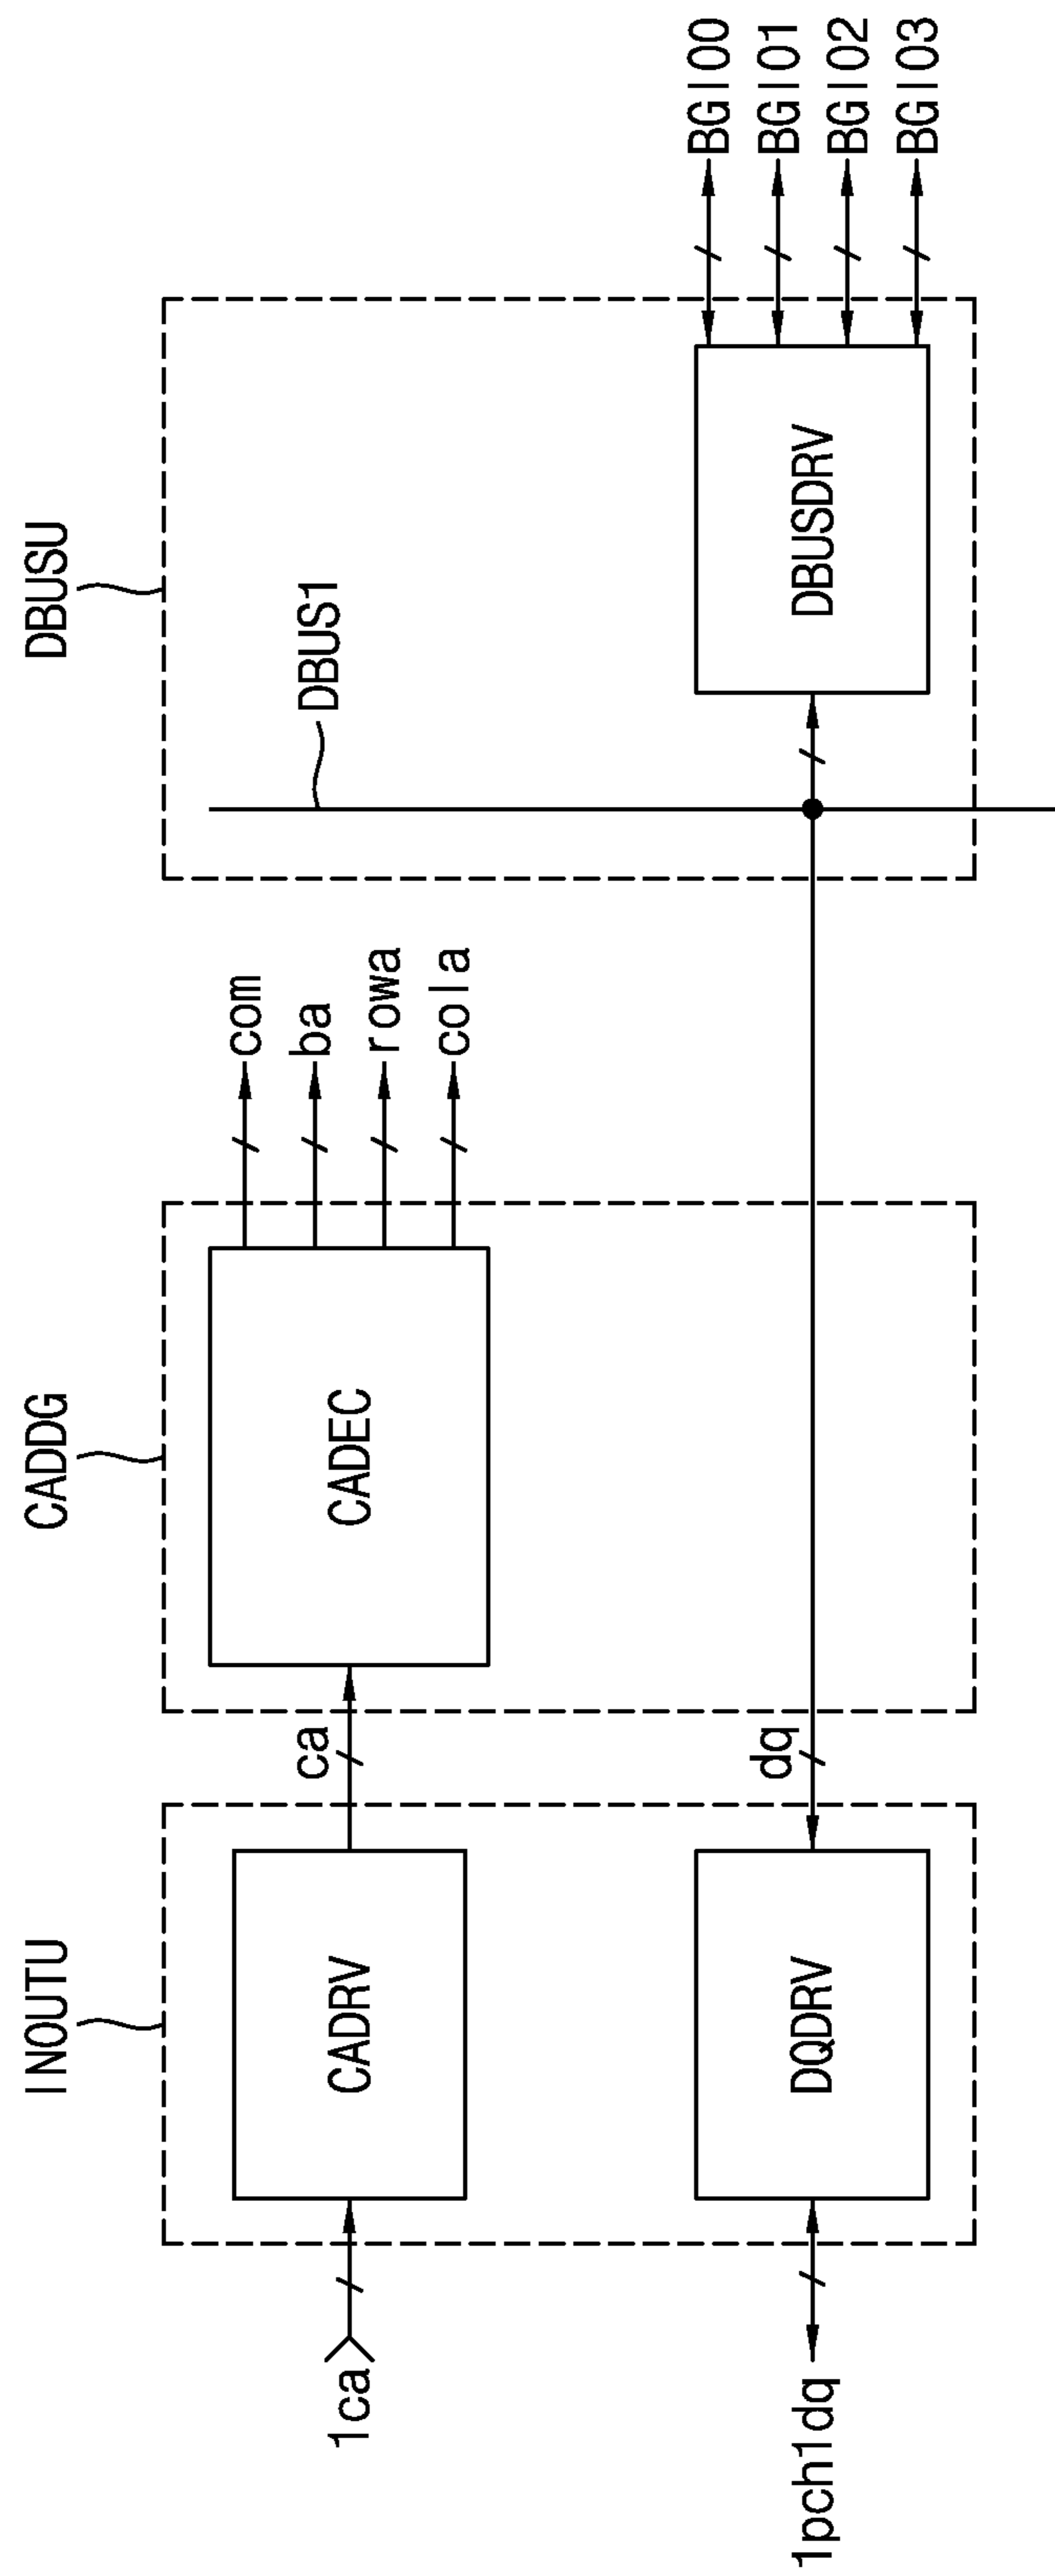 INOUTU
CADDG
DBUSU
1ca
CADRV
ca
CADEC
com
ba
rowa
cola
DBUS1
1pch1dq
DQDRV
dq
DBUSDRV
BGIO0
BGIO1
BGIO2
BGIO3